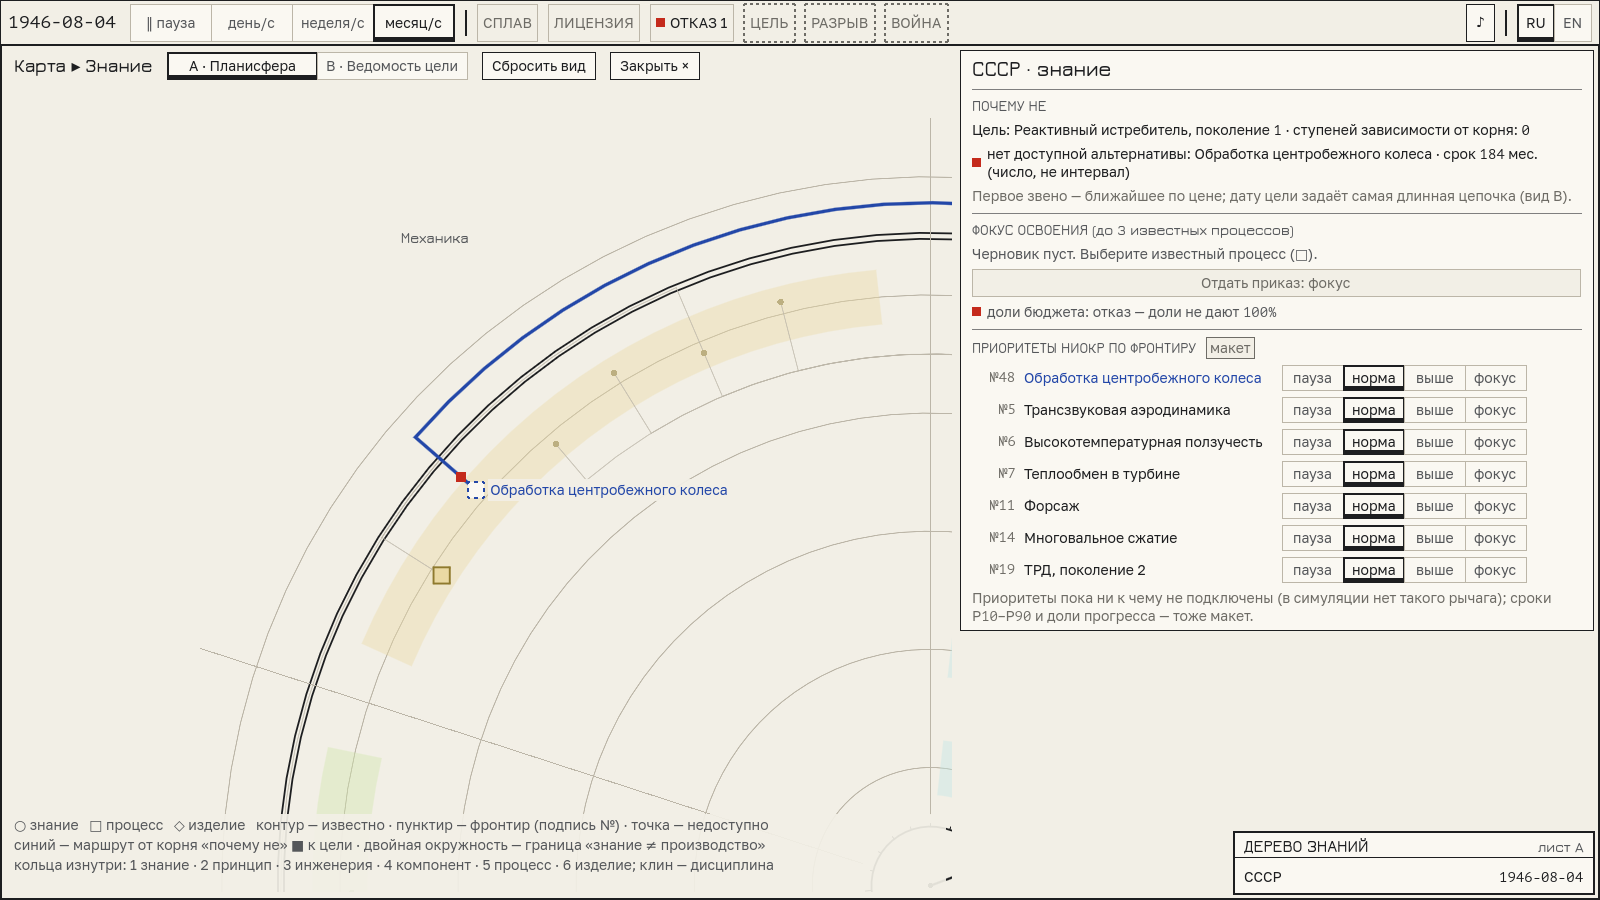 1946-08-04 ‖ пауза день/с неделя/с месяц/с СПЛАВ ЛИЦЕНЗИЯ ОТКАЗ 1 ЦЕЛЬ РАЗРЫВ ВОЙНА ♪ RU EN
Карта ▸ Знание A · Планисфера B · Ведомость цели Сбросить вид Закрыть ×
Механика
Обработка центробежного колеса
○ знание □ процесс ◇ изделие контур — известно · пунктир — фронтир (подпись №) · точка — недоступно
синий — маршрут от корня «почему не» ■ к цели · двойная окружность — граница «знание ≠ производство»
кольца изнутри: 1 знание · 2 принцип · 3 инженерия · 4 компонент · 5 процесс · 6 изделие; клин — дисциплина
СССР · знание
ПОЧЕМУ НЕ
Цель: Реактивный истребитель, поколение 1 · ступеней зависимости от корня: 0
нет доступной альтернативы: Обработка центробежного колеса · срок 184 мес.
(число, не интервал)
Первое звено — ближайшее по цене; дату цели задаёт самая длинная цепочка (вид B).
ФОКУС ОСВОЕНИЯ (до 3 известных процессов)
Черновик пуст. Выберите известный процесс (□).
Отдать приказ: фокус
доли бюджета: отказ — доли не дают 100%
ПРИОРИТЕТЫ НИОКР ПО ФРОНТИРУ макет
№48 Обработка центробежного колеса пауза норма выше фокус
№5 Трансзвуковая аэродинамика пауза норма выше фокус
№6 Высокотемпературная ползучесть пауза норма выше фокус
№7 Теплообмен в турбине пауза норма выше фокус
№11 Форсаж пауза норма выше фокус
№14 Многовальное сжатие пауза норма выше фокус
№19 ТРД, поколение 2 пауза норма выше фокус
Приоритеты пока ни к чему не подключены (в симуляции нет такого рычага); сроки
P10–P90 и доли прогресса — тоже макет.
ДЕРЕВО ЗНАНИЙ лист A
СССР 1946-08-04